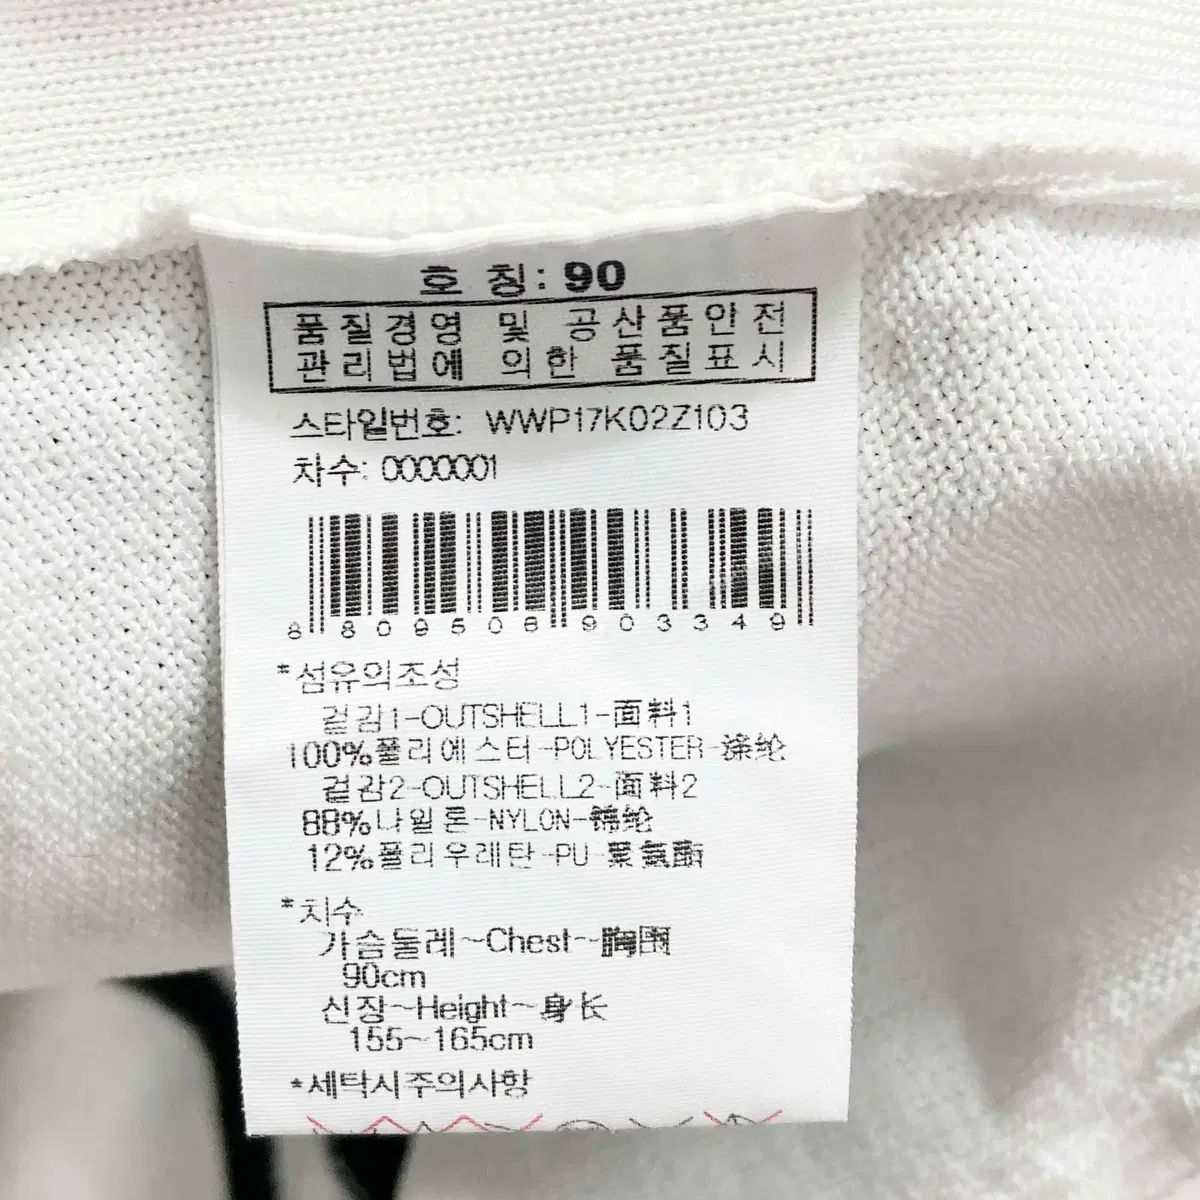 호 칭: 90
품질경영 및 공산품안전
관리법에 의한 품질표시
스타일번호: WWP17K02Z103
차수: 0000001
8 809506 903349
*섬유의조성
겉감1-OUTSHELL1-面料1
100%폴리에스터-POLYESTER-涤纶
겉감2-OUTSHELL2-面料2
88%나일론-NYLON-锦纶
12%폴리우레탄-PU-聚氨酯
*치수
가슴둘레~Chest~胸围
90cm
신장~Height~身长
155~165cm
*세탁시주의사항